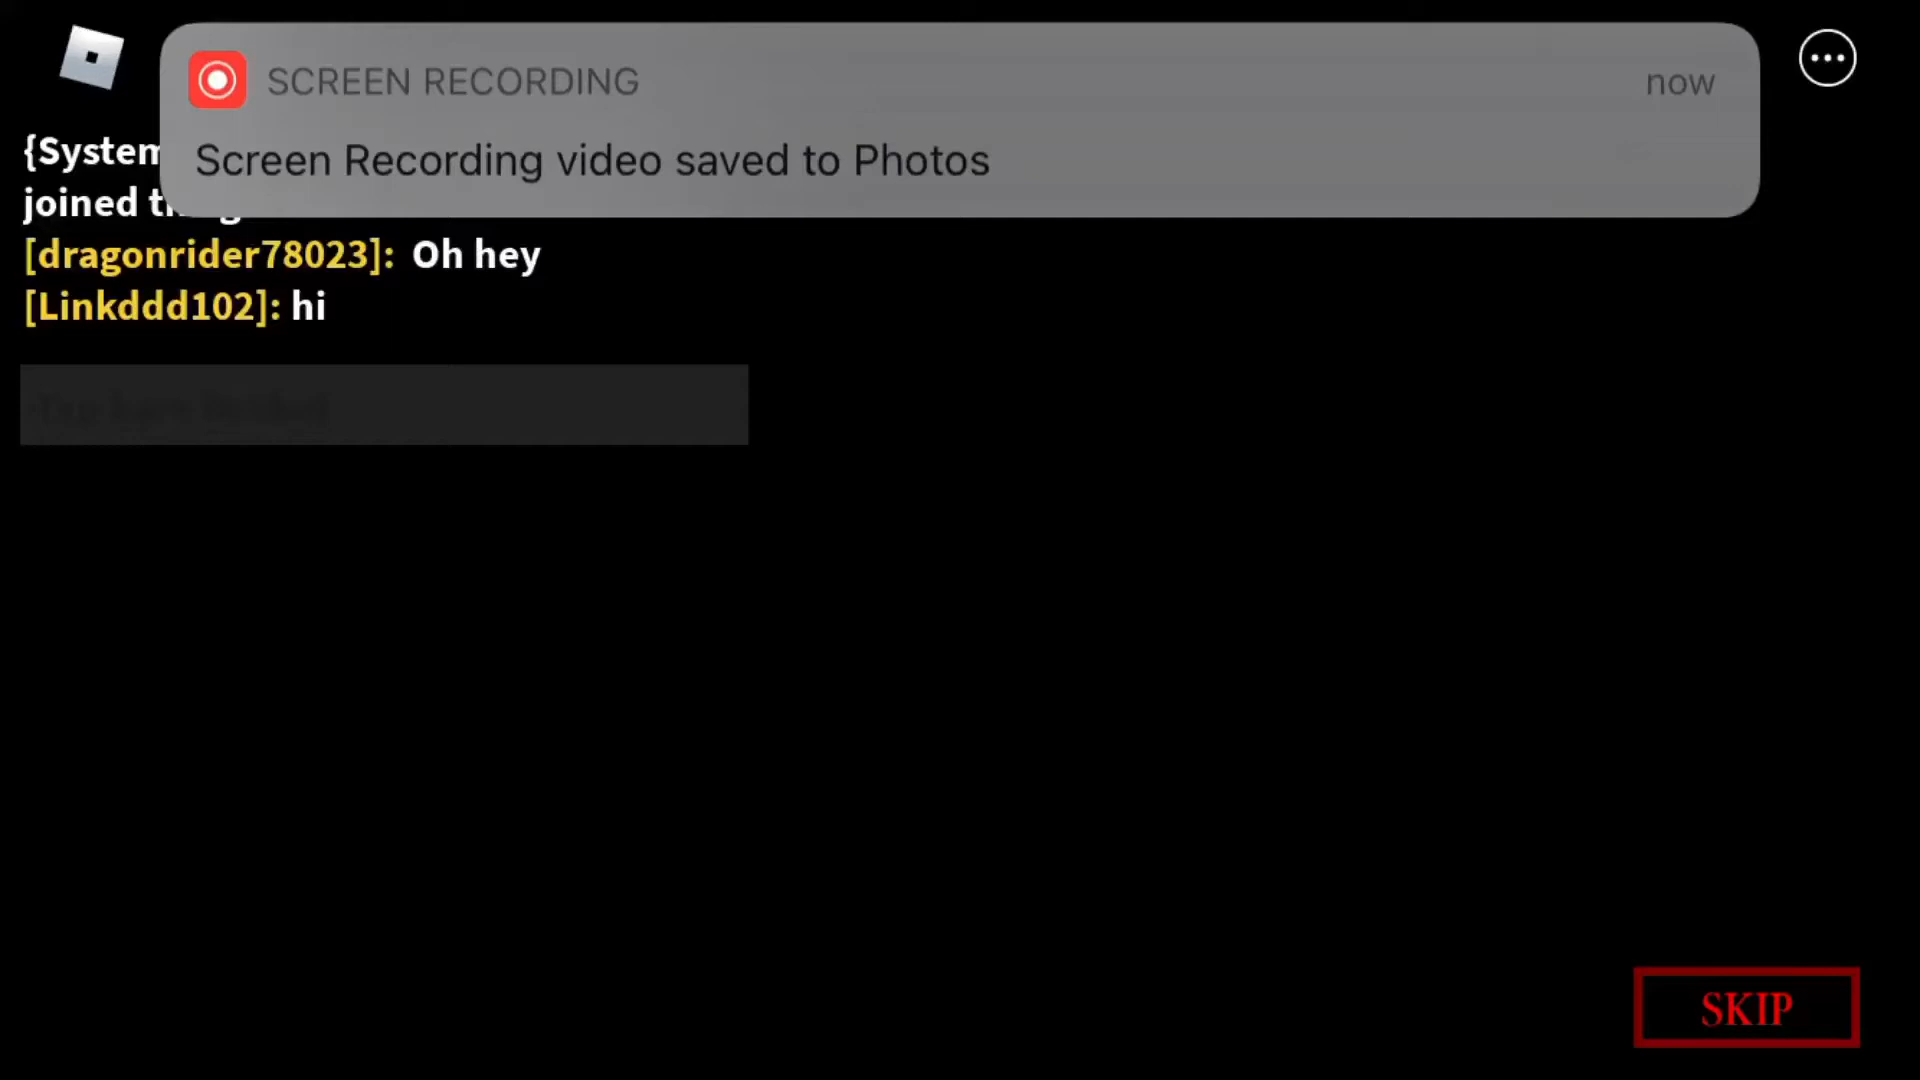 SCREEN RECORDING
now
Screen Recording video saved to Photos
{System
joined
[dragonrider78023]: Oh hey
[Linkddd102]: hi
SKIP